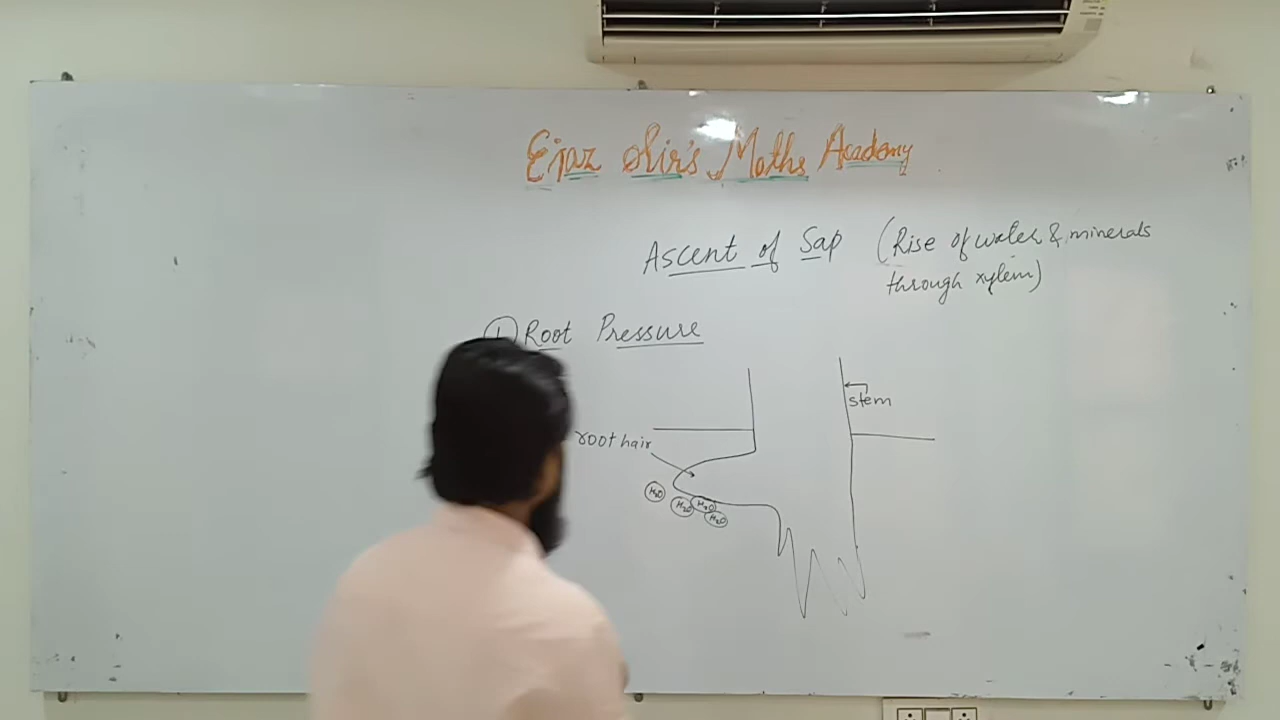 Ejaz Sir's Maths Academy
Ascent of Sap (Rise of water & minerals
through xylem)
① Root Pressure
stem
root hair
H2O
H2O
H2O
H2O